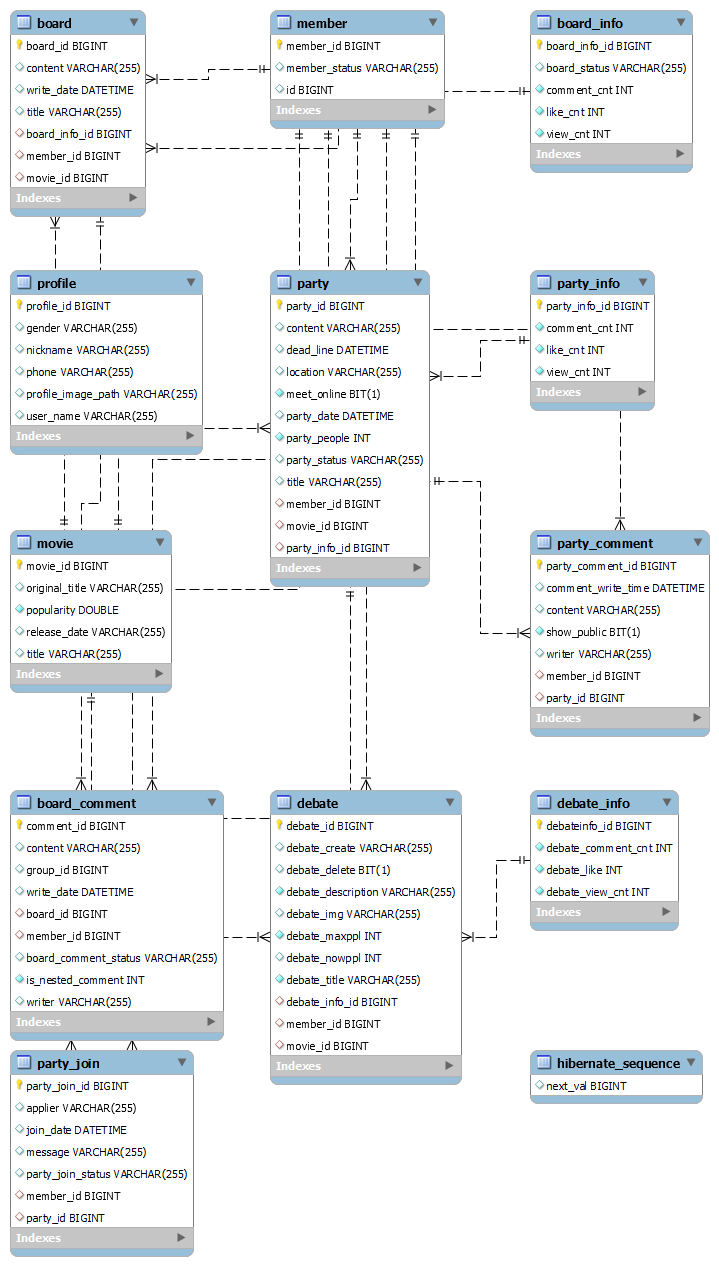 board
board_id BIGINT
content VARCHAR(255)
write_date DATETIME
title VARCHAR(255)
board_info_id BIGINT
member_id BIGINT
movie_id BIGINT
Indexes
member
member_id BIGINT
member_status VARCHAR(255)
id BIGINT
Indexes
board_info
board_info_id BIGINT
board_status VARCHAR(255)
comment_cnt INT
like_cnt INT
view_cnt INT
Indexes
profile
profile_id BIGINT
gender VARCHAR(255)
nickname VARCHAR(255)
phone VARCHAR(255)
profile_image_path VARCHAR(255)
user_name VARCHAR(255)
Indexes
party
party_id BIGINT
content VARCHAR(255)
dead_line DATETIME
location VARCHAR(255)
meet_online BIT(1)
party_date DATETIME
party_people INT
party_status VARCHAR(255)
title VARCHAR(255)
member_id BIGINT
movie_id BIGINT
party_info_id BIGINT
Indexes
party_info
party_info_id BIGINT
comment_cnt INT
like_cnt INT
view_cnt INT
Indexes
movie
movie_id BIGINT
original_title VARCHAR(255)
popularity DOUBLE
release_date VARCHAR(255)
title VARCHAR(255)
Indexes
party_comment
party_comment_id BIGINT
comment_write_time DATETIME
content VARCHAR(255)
show_public BIT(1)
writer VARCHAR(255)
member_id BIGINT
party_id BIGINT
Indexes
board_comment
comment_id BIGINT
content VARCHAR(255)
group_id BIGINT
write_date DATETIME
board_id BIGINT
member_id BIGINT
board_comment_status VARCHAR(255)
is_nested_comment INT
writer VARCHAR(255)
Indexes
debate
debate_id BIGINT
debate_create VARCHAR(255)
debate_delete BIT(1)
debate_description VARCHAR(255)
debate_img VARCHAR(255)
debate_maxppl INT
debate_nowppl INT
debate_title VARCHAR(255)
debate_info_id BIGINT
member_id BIGINT
movie_id BIGINT
Indexes
debate_info
debateinfo_id BIGINT
debate_comment_cnt INT
debate_like INT
debate_view_cnt INT
Indexes
party_join
party_join_id BIGINT
applier VARCHAR(255)
join_date DATETIME
message VARCHAR(255)
party_join_status VARCHAR(255)
member_id BIGINT
party_id BIGINT
Indexes
hibernate_sequence
next_val BIGINT